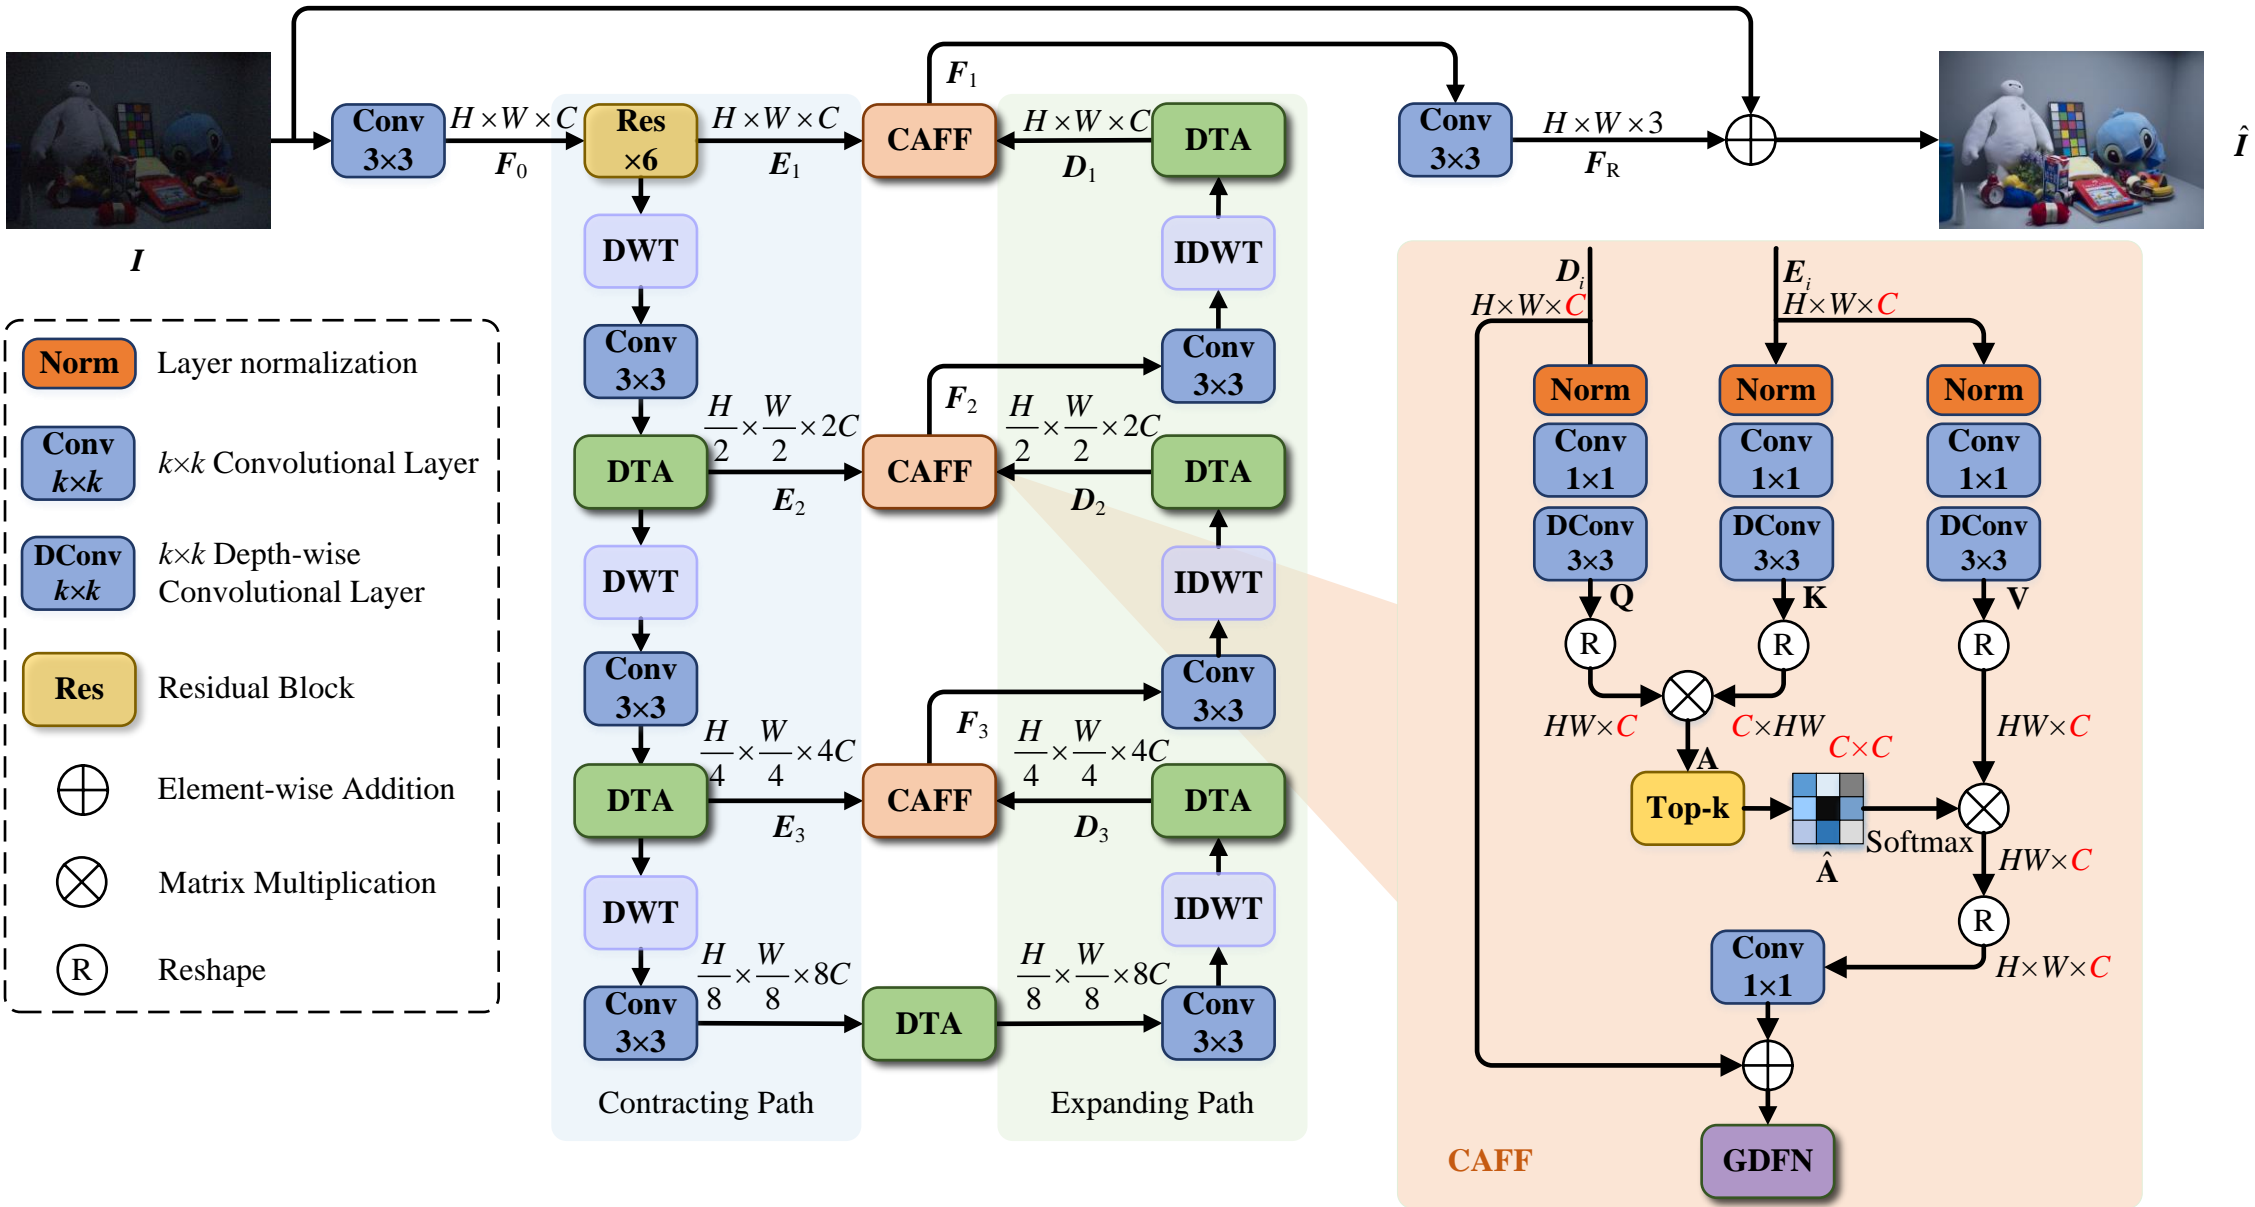 I
Conv
3×3
H×W×C
F₀
Res
×6
H×W×C
E₁
CAFF
F₁
H×W×C
D₁
DTA
Conv
3×3
H×W×3
F_R
Î
DWT
IDWT
Conv
3×3
Conv
3×3
DTA
H/2×W/2×2C
E₂
CAFF
F₂
H/2×W/2×2C
D₂
DTA
DWT
IDWT
Conv
3×3
Conv
3×3
DTA
H/4×W/4×4C
E₃
CAFF
F₃
H/4×W/4×4C
D₃
DTA
DWT
IDWT
Conv
3×3
H/8×W/8×8C
DTA
H/8×W/8×8C
Conv
3×3
Contracting Path
Expanding Path
Norm
Layer normalization
Conv
k×k
k×k Convolutional Layer
DConv
k×k
k×k Depth-wise
Convolutional Layer
Res
Residual Block
Element-wise Addition
Matrix Multiplication
R
Reshape
Dᵢ
H×W×C
Eᵢ
H×W×C
Norm
Norm
Norm
Conv
1×1
Conv
1×1
Conv
1×1
DConv
3×3
DConv
3×3
DConv
3×3
Q
K
V
R
R
R
HW×C
C×HW
HW×C
A
C×C
Top-k
Â
Softmax
HW×C
R
H×W×C
Conv
1×1
GDFN
CAFF